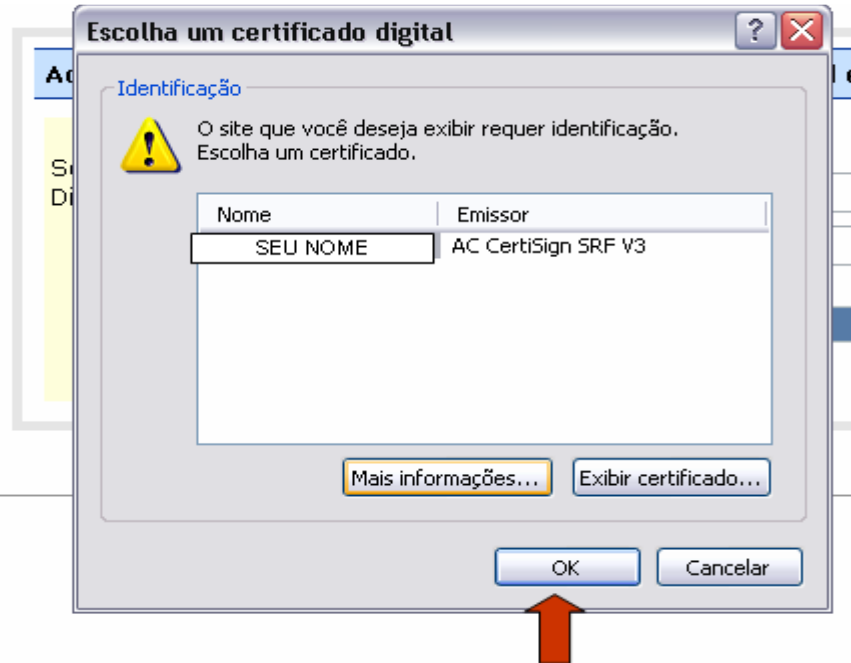 Escolha um certificado digital
Identificação
O site que você deseja exibir requer identificação.
Escolha um certificado.
Nome Emissor
SEU NOME AC CertiSign SRF V3
Mais informações... Exibir certificado...
OK Cancelar